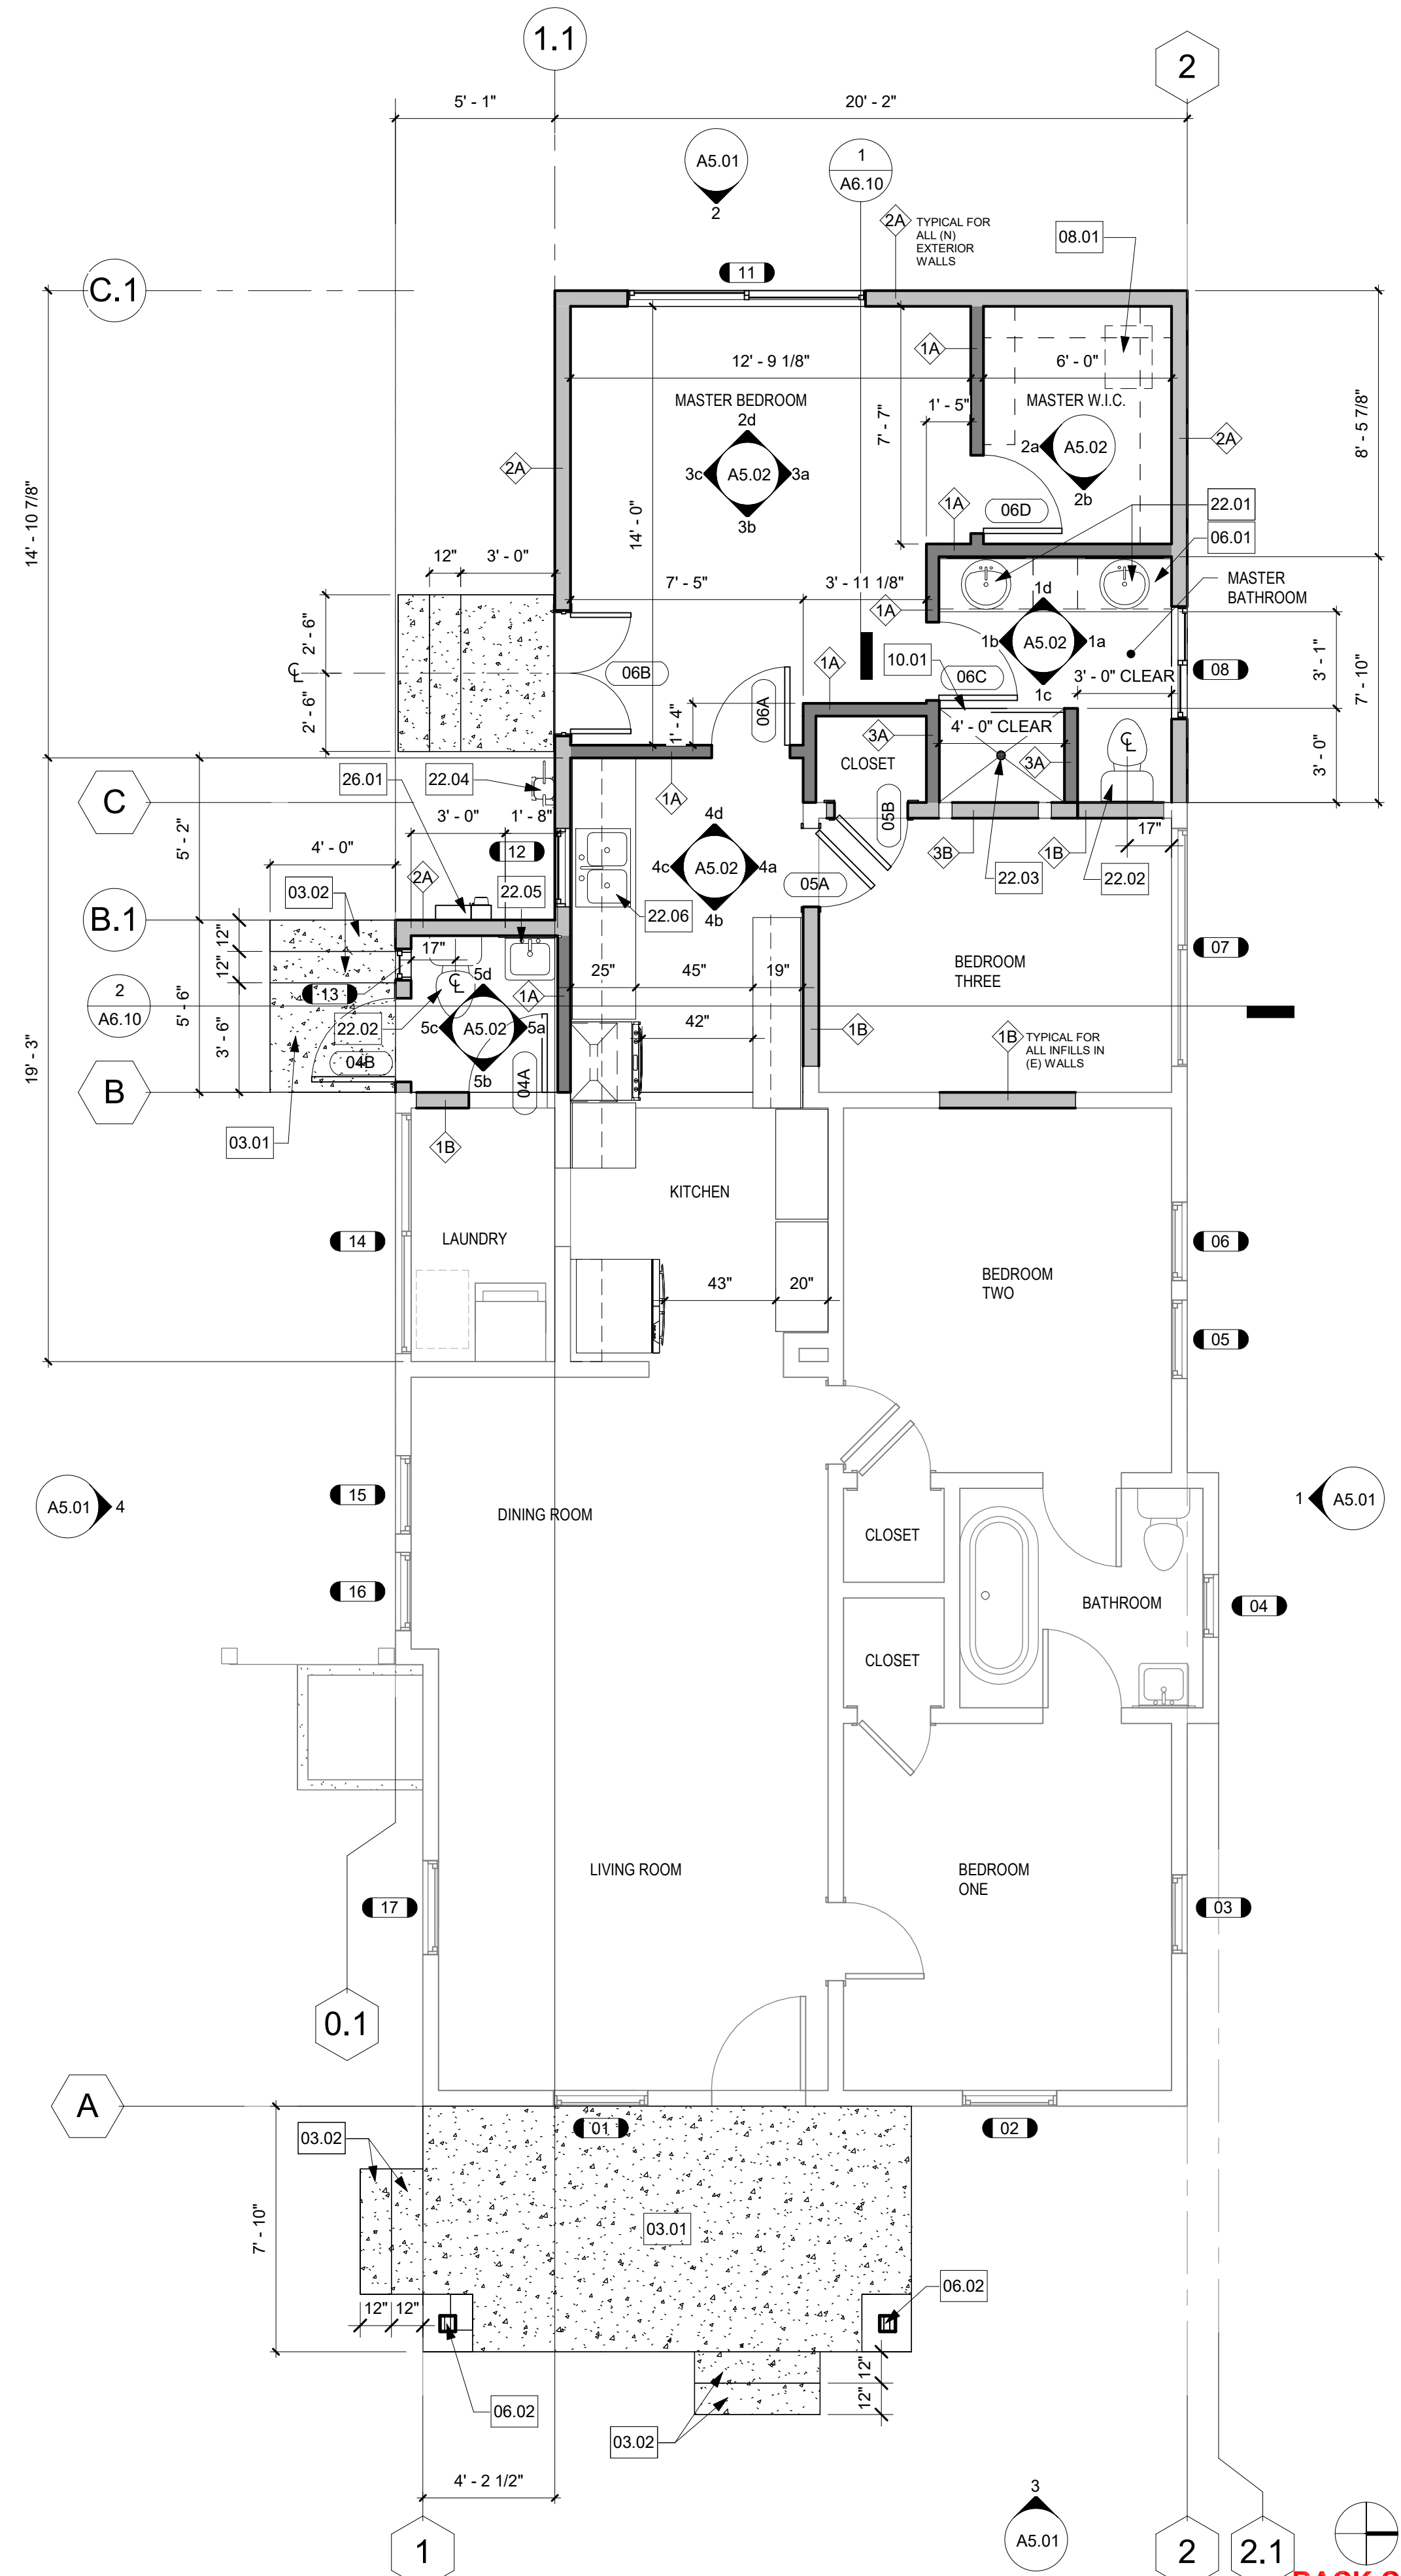 1.1
2
5' - 1"
20' - 2"
A5.01
2
1
A6.10
2A
TYPICAL FOR
ALL (N)
EXTERIOR
WALLS
08.01
C.1
11
1A
12' - 9 1/8"
6' - 0"
MASTER BEDROOM
MASTER W.I.C.
1' - 5"
7' - 7"
8' - 5 7/8"
2d
3c
A5.02
3a
3b
2a
A5.02
2b
2A
2A
14' - 10 7/8"
14' - 0"
1A
06D
22.01
06.01
12"
3' - 0"
7' - 5"
3' - 11 1/8"
MASTER
BATHROOM
1A
1d
1b
A5.02
1a
1c
2' - 6"
2' - 6"
℄
06B
1A
10.01
06C
3' - 0" CLEAR
08
3' - 1"
7' - 10"
06A
1' - 4"
4' - 0" CLEAR
3A
3A
℄
3' - 0"
CLOSET
26.01
22.04
1A
C
3' - 0"
1' - 8"
05B
17"
5' - 2"
4' - 0"
12
4d
4c
A5.02
4a
4b
3B
1B
03.02
2A
22.05
05A
22.03
22.02
22.06
B.1
12"
12"
17"
07
BEDROOM
THREE
25"
45"
19"
13
℄
5d
5c
A5.02
5a
5b
1A
2
A6.10
5' - 6"
3' - 6"
22.02
42"
1B
1B
TYPICAL FOR
ALL INFILLS IN
(E) WALLS
19' - 3"
04B
04A
B
03.01
1B
KITCHEN
14
LAUNDRY
06
BEDROOM
TWO
43"
20"
05
A5.01
4
15
DINING ROOM
1
A5.01
CLOSET
16
BATHROOM
04
CLOSET
LIVING ROOM
BEDROOM
ONE
17
03
0.1
A
01
02
03.02
03.01
7' - 10"
06.02
12"
12"
12"
12"
06.02
03.02
4' - 2 1/2"
3
A5.01
1
2
2.1